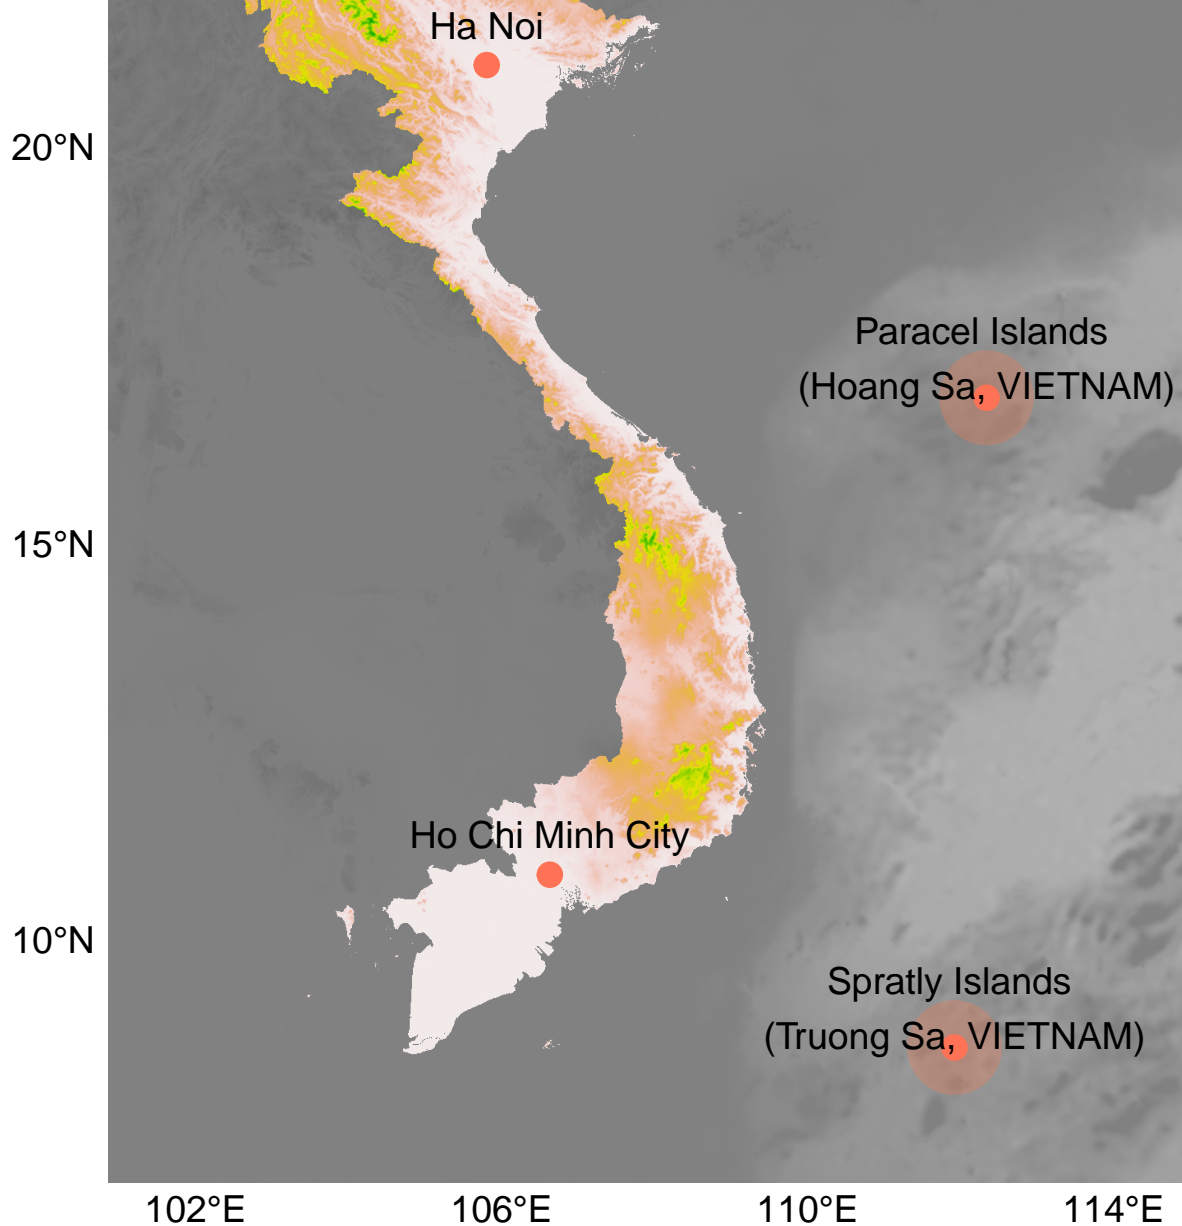 Ha Noi
20°N
Paracel Islands
(Hoang Sa, VIETNAM)
15°N
Ho Chi Minh City
10°N
Spratly Islands
(Truong Sa, VIETNAM)
102°E 106°E 110°E 114°E